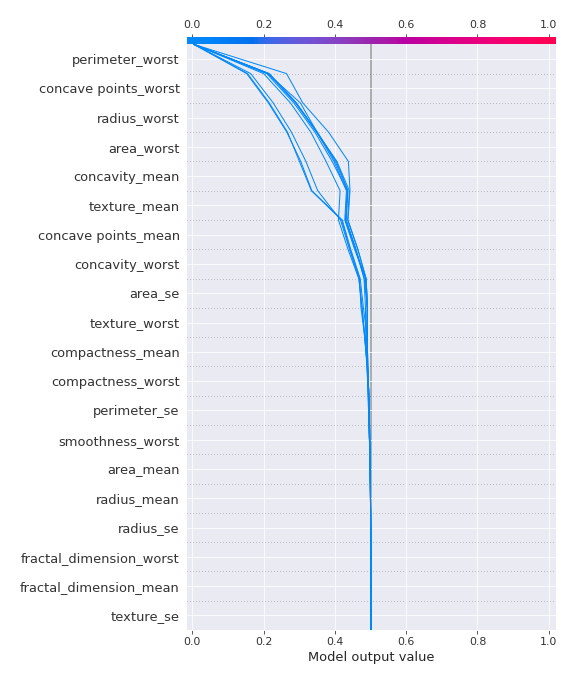 0.0 0.2 0.4 0.6 0.8 1.0
perimeter_worst
concave points_worst
radius_worst
area_worst
concavity_mean
texture_mean
concave points_mean
concavity_worst
area_se
texture_worst
compactness_mean
compactness_worst
perimeter_se
smoothness_worst
area_mean
radius_mean
radius_se
fractal_dimension_worst
fractal_dimension_mean
texture_se
0.0 0.2 0.4 0.6 0.8 1.0
Model output value